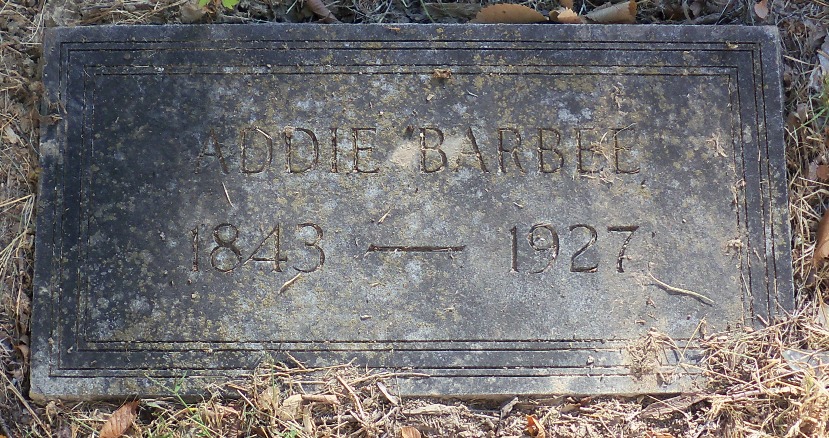 ADDIE BARBEE
1843 — 1927